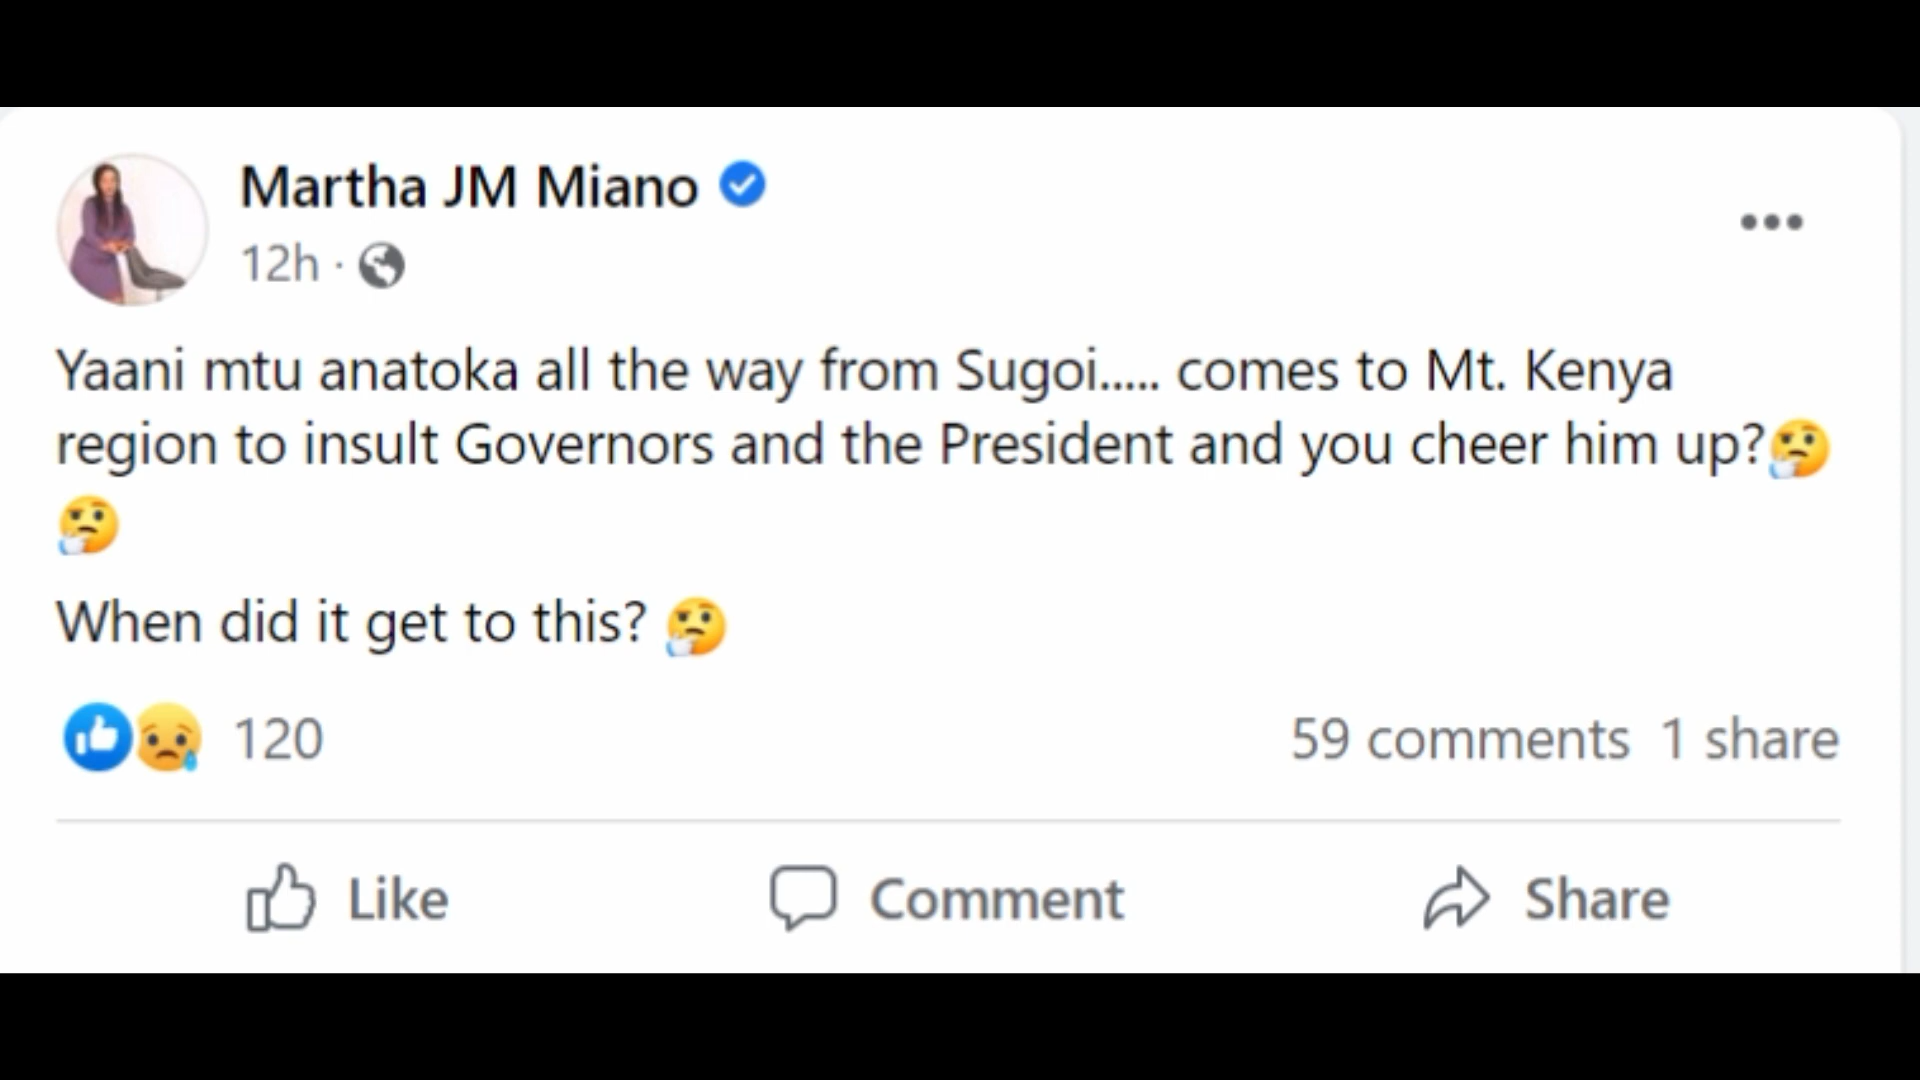 Martha JM Miano
12h ·
Yaani mtu anatoka all the way from Sugoi..... comes to Mt. Kenya
region to insult Governors and the President and you cheer him up?🤔
🤔
When did it get to this? 🤔
120
59 comments 1 share
Like
Comment
Share